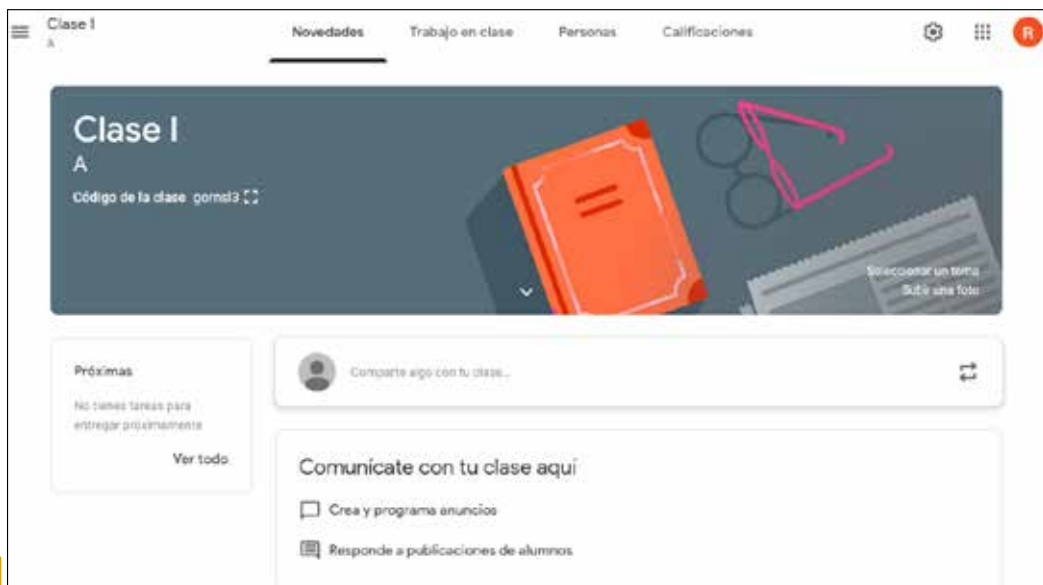 Clase I
A
Novedades Trabajo en clase Personas Calificaciones
R
Clase I
A
Código de la clase gornsl3
Seleccionar un tema
Subir una foto
Próximas
No tienes tareas para
entregar próximamente
Ver todo
Comparte algo con tu clase...
Comunícate con tu clase aquí
Crea y programa anuncios
Responde a publicaciones de alumnos